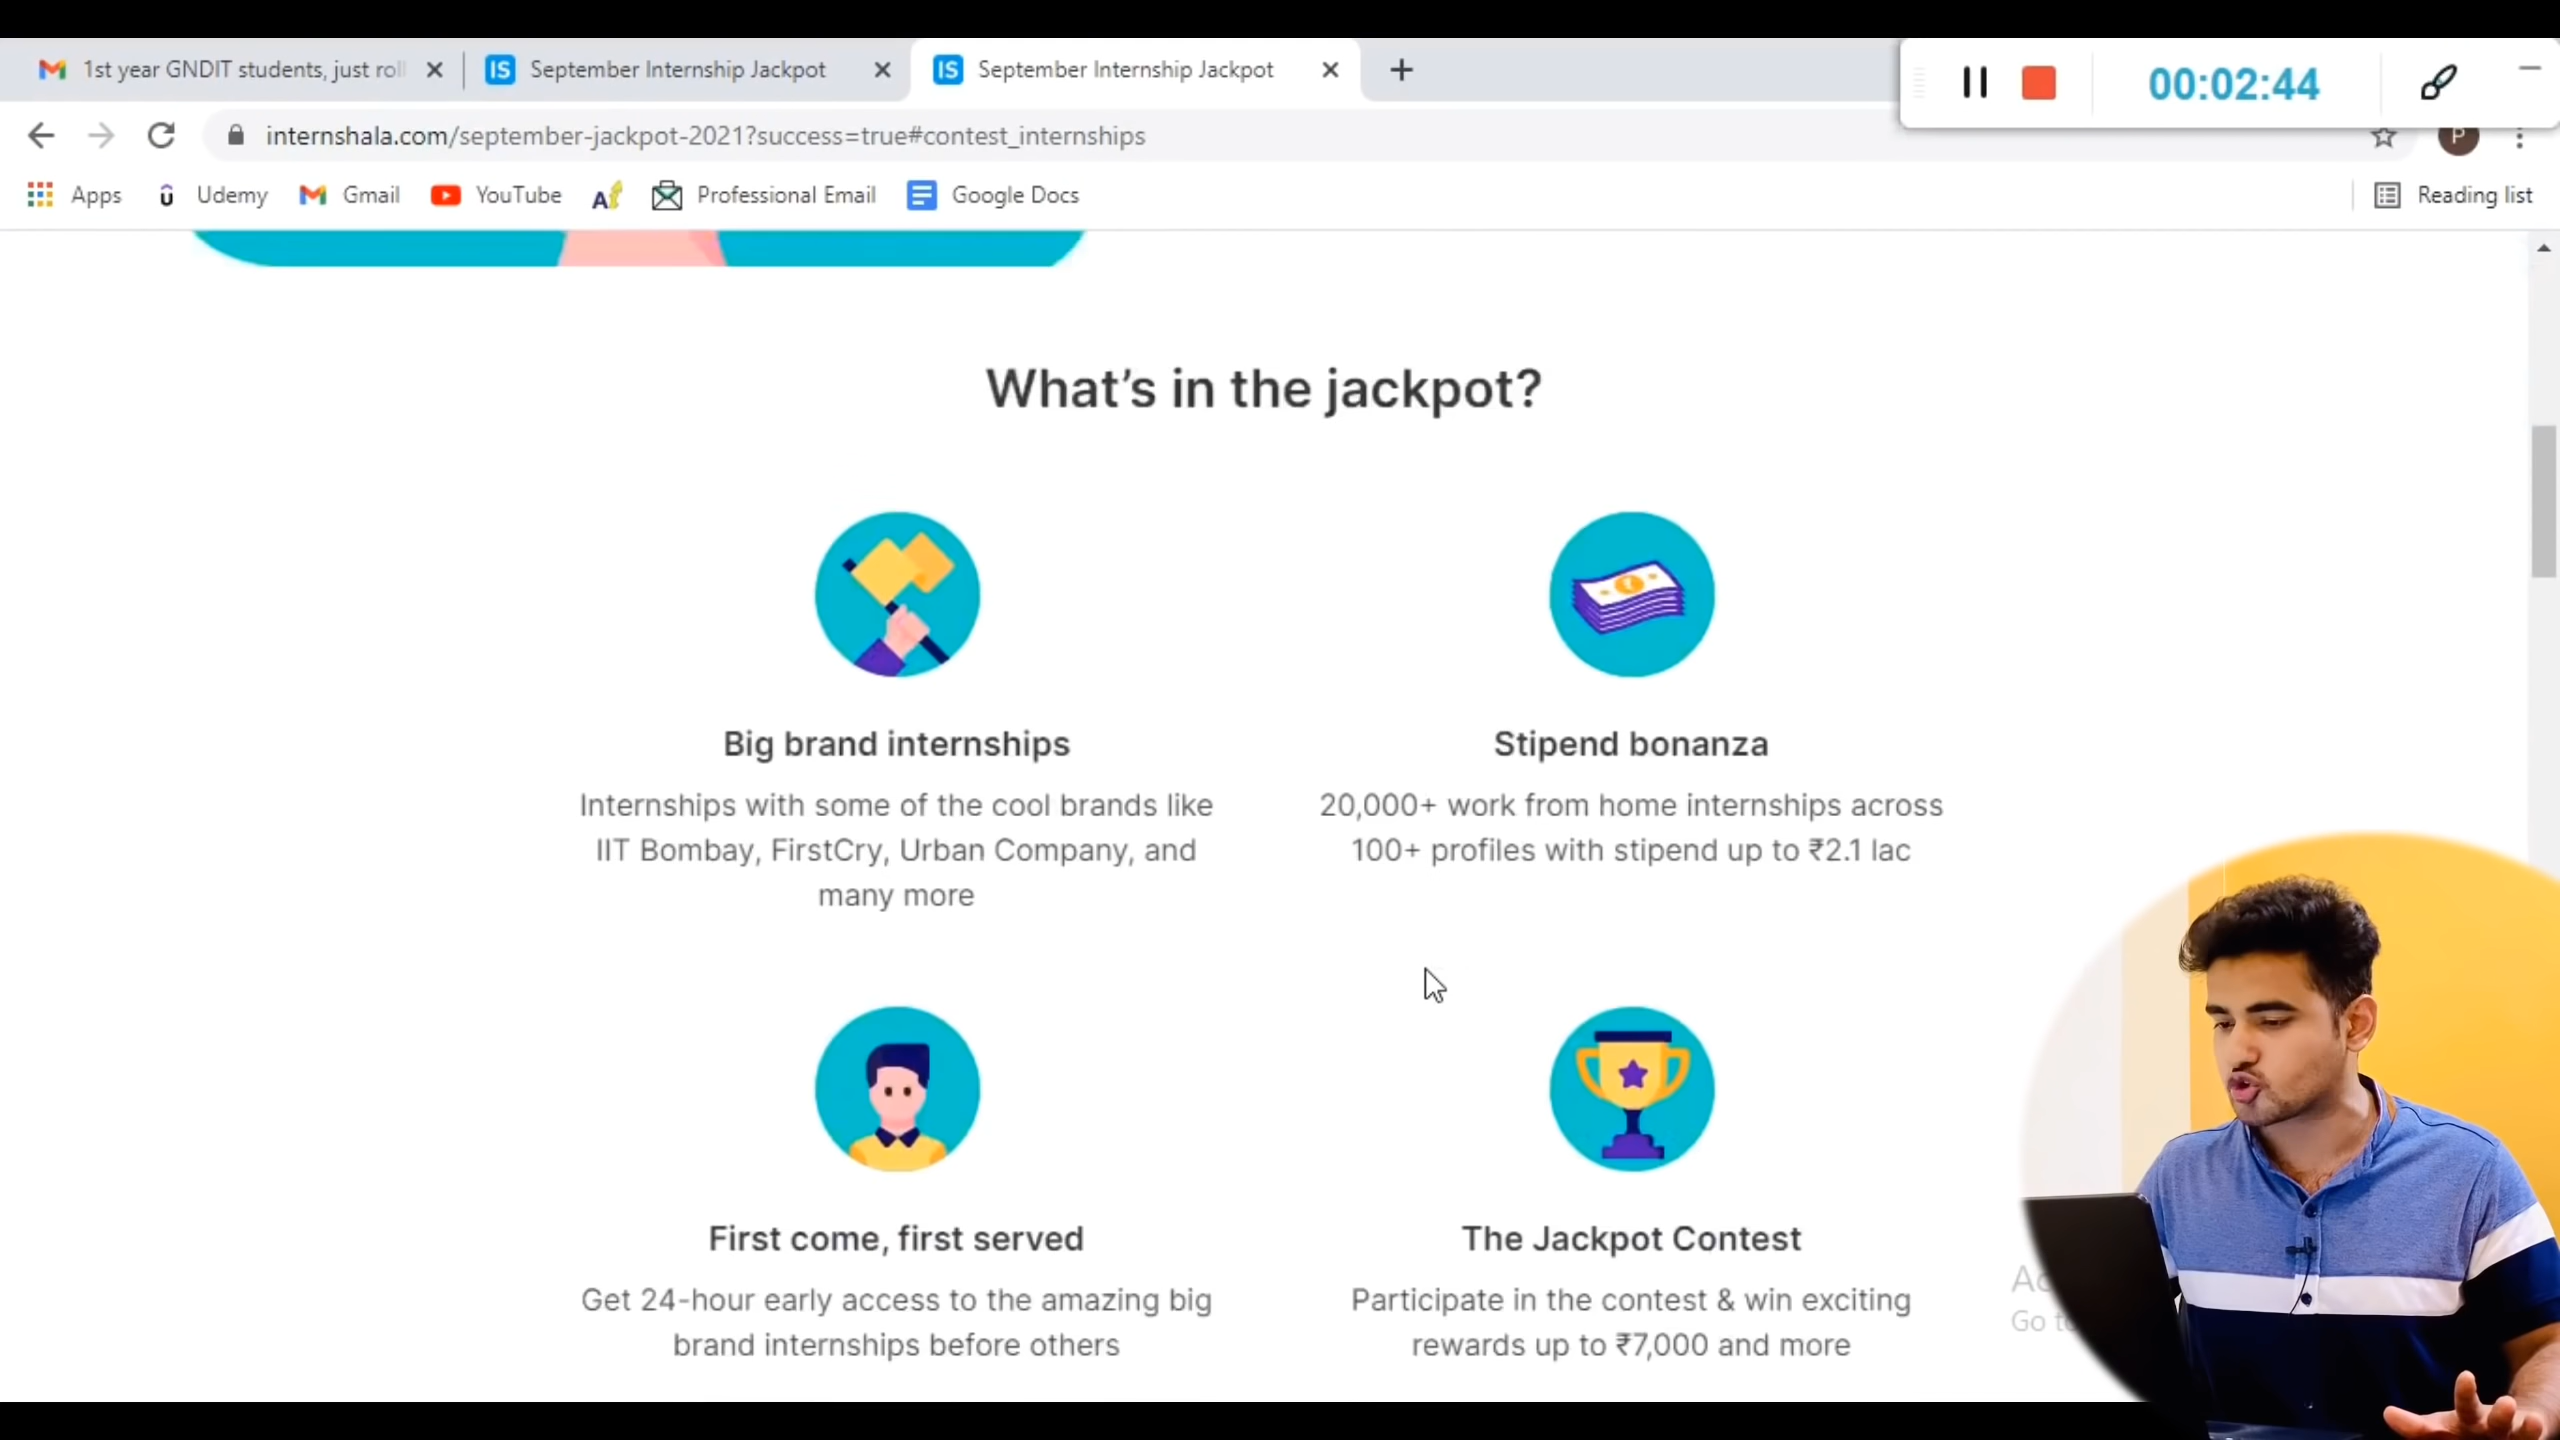 1st year GNDIT students, just roll
IS September Internship Jackpot
IS September Internship Jackpot
00:02:44
internshala.com/september-jackpot-2021?success=true#contest_internships
P
Apps
Udemy
Gmail
YouTube
Professional Email
Google Docs
Reading list
What's in the jackpot?
Big brand internships
Internships with some of the cool brands like
IIT Bombay, FirstCry, Urban Company, and
many more
Stipend bonanza
20,000+ work from home internships across
100+ profiles with stipend up to ₹2.1 lac
First come, first served
Get 24-hour early access to the amazing big
brand internships before others
The Jackpot Contest
Participate in the contest & win exciting
rewards up to ₹7,000 and more
Go